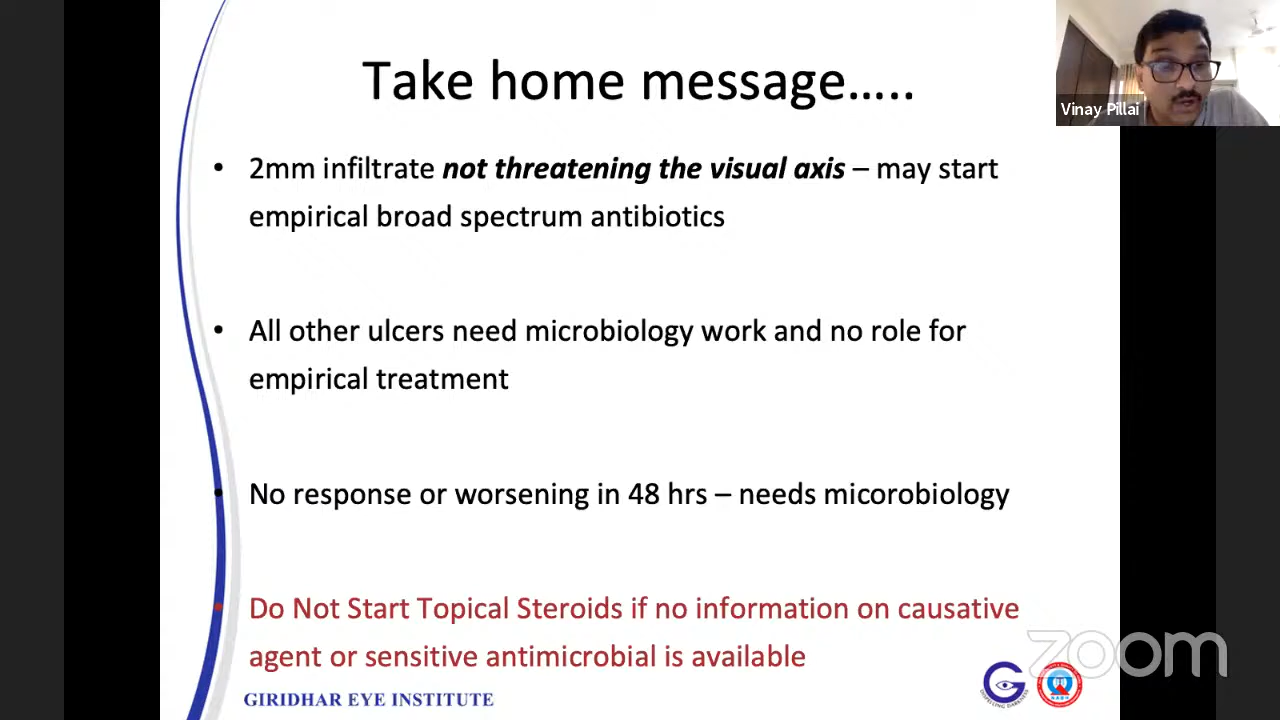 Take home message…..
Vinay Pillai
• 2mm infiltrate not threatening the visual axis – may start
empirical broad spectrum antibiotics
• All other ulcers need microbiology work and no role for
empirical treatment
• No response or worsening in 48 hrs – needs micorobiology
• Do Not Start Topical Steroids if no information on causative
agent or sensitive antimicrobial is available
zoom
GIRIDHAR EYE INSTITUTE